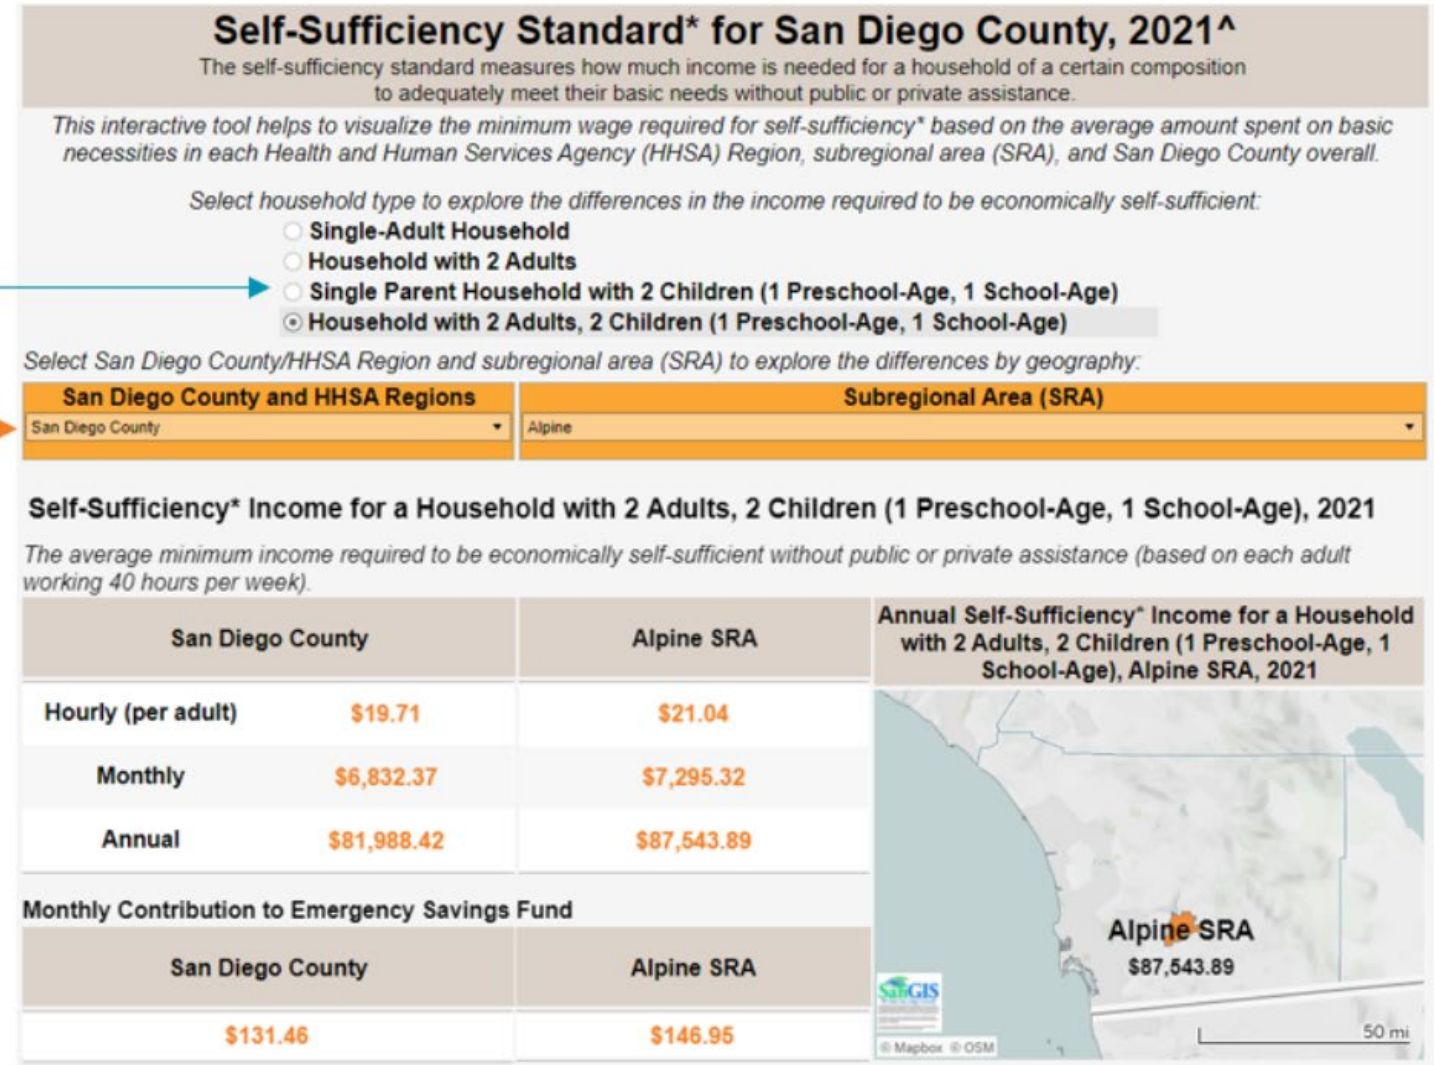 Self-Sufficiency Standard* for San Diego County, 2021^
The self-sufficiency standard measures how much income is needed for a household of a certain composition
to adequately meet their basic needs without public or private assistance.
This interactive tool helps to visualize the minimum wage required for self-sufficiency* based on the average amount spent on basic
necessities in each Health and Human Services Agency (HHSA) Region, subregional area (SRA), and San Diego County overall.
Select household type to explore the differences in the income required to be economically self-sufficient:
Single-Adult Household
Household with 2 Adults
Single Parent Household with 2 Children (1 Preschool-Age, 1 School-Age)
Household with 2 Adults, 2 Children (1 Preschool-Age, 1 School-Age)
Select San Diego County/HHSA Region and subregional area (SRA) to explore the differences by geography:
San Diego County and HHSA Regions
San Diego County
Subregional Area (SRA)
Alpine
Self-Sufficiency* Income for a Household with 2 Adults, 2 Children (1 Preschool-Age, 1 School-Age), 2021
The average minimum income required to be economically self-sufficient without public or private assistance (based on each adult
working 40 hours per week).
San Diego County Alpine SRA
Hourly (per adult) $19.71 $21.04
Monthly $6,832.37 $7,295.32
Annual $81,988.42 $87,543.89
Monthly Contribution to Emergency Savings Fund
San Diego County Alpine SRA
$131.46 $146.95
Annual Self-Sufficiency* Income for a Household
with 2 Adults, 2 Children (1 Preschool-Age, 1
School-Age), Alpine SRA, 2021
Alpine SRA
$87,543.89
SanGIS
© Mapbox © OSM
50 mi